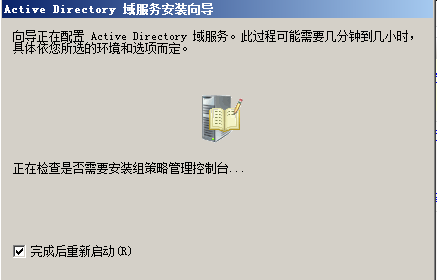 Active Directory 域服务安装向导
向导正在配置 Active Directory 域服务。此过程可能需要几分钟到几小时，
具体依您所选的环境和选项而定。
正在检查是否需要安装组策略管理控制台...
完成后重新启动(R)